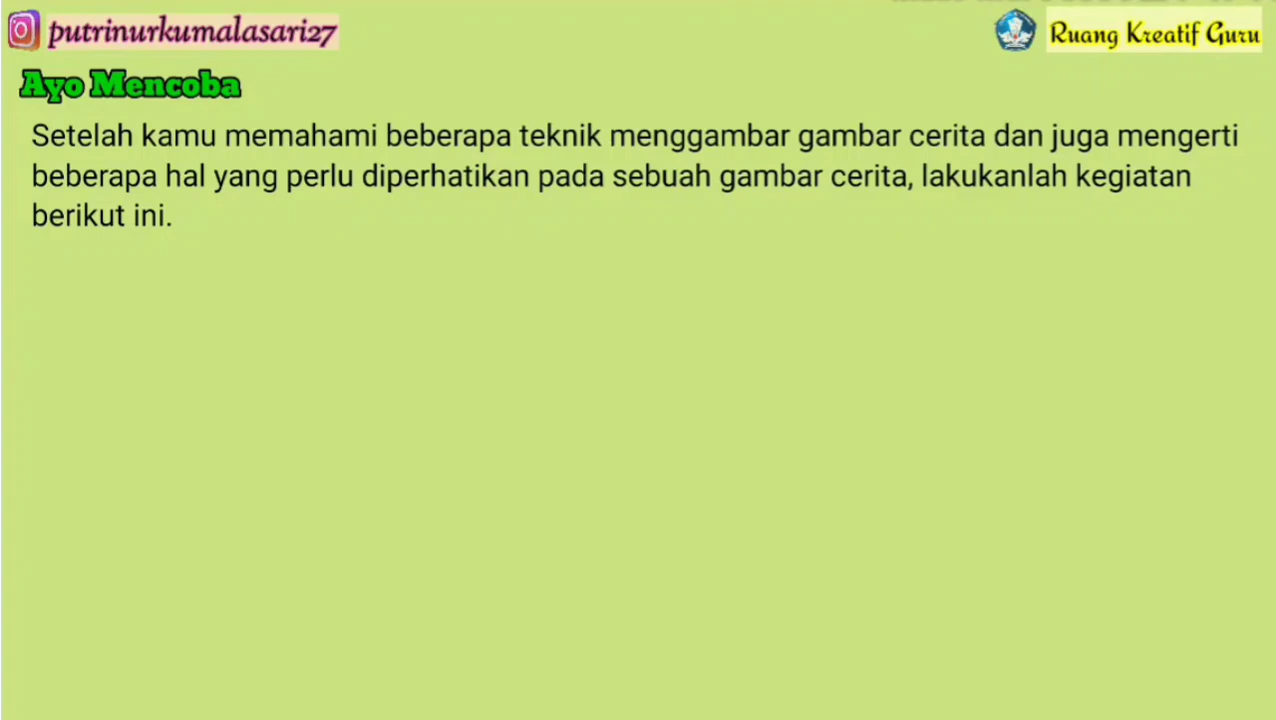 putrinurkumalasari27
Ruang Kreatif Guru
Ayo Mencoba
Setelah kamu memahami beberapa teknik menggambar gambar cerita dan juga mengerti
beberapa hal yang perlu diperhatikan pada sebuah gambar cerita, lakukanlah kegiatan
berikut ini.